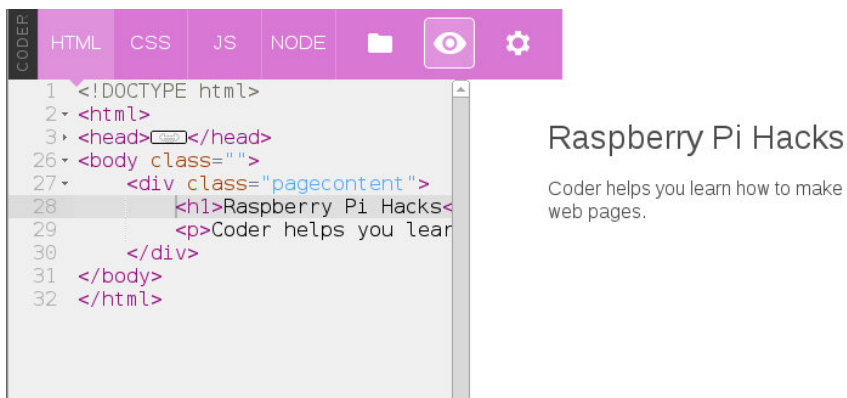 CODER
HTML CSS JS NODE
1 <!DOCTYPE html>
2 <html>
3 <head></head>
26 <body class="">
27 <div class="pagecontent">
28 <h1>Raspberry Pi Hacks<
29 <p>Coder helps you lear
30 </div>
31 </body>
32 </html>
Raspberry Pi Hacks
Coder helps you learn how to make
web pages.